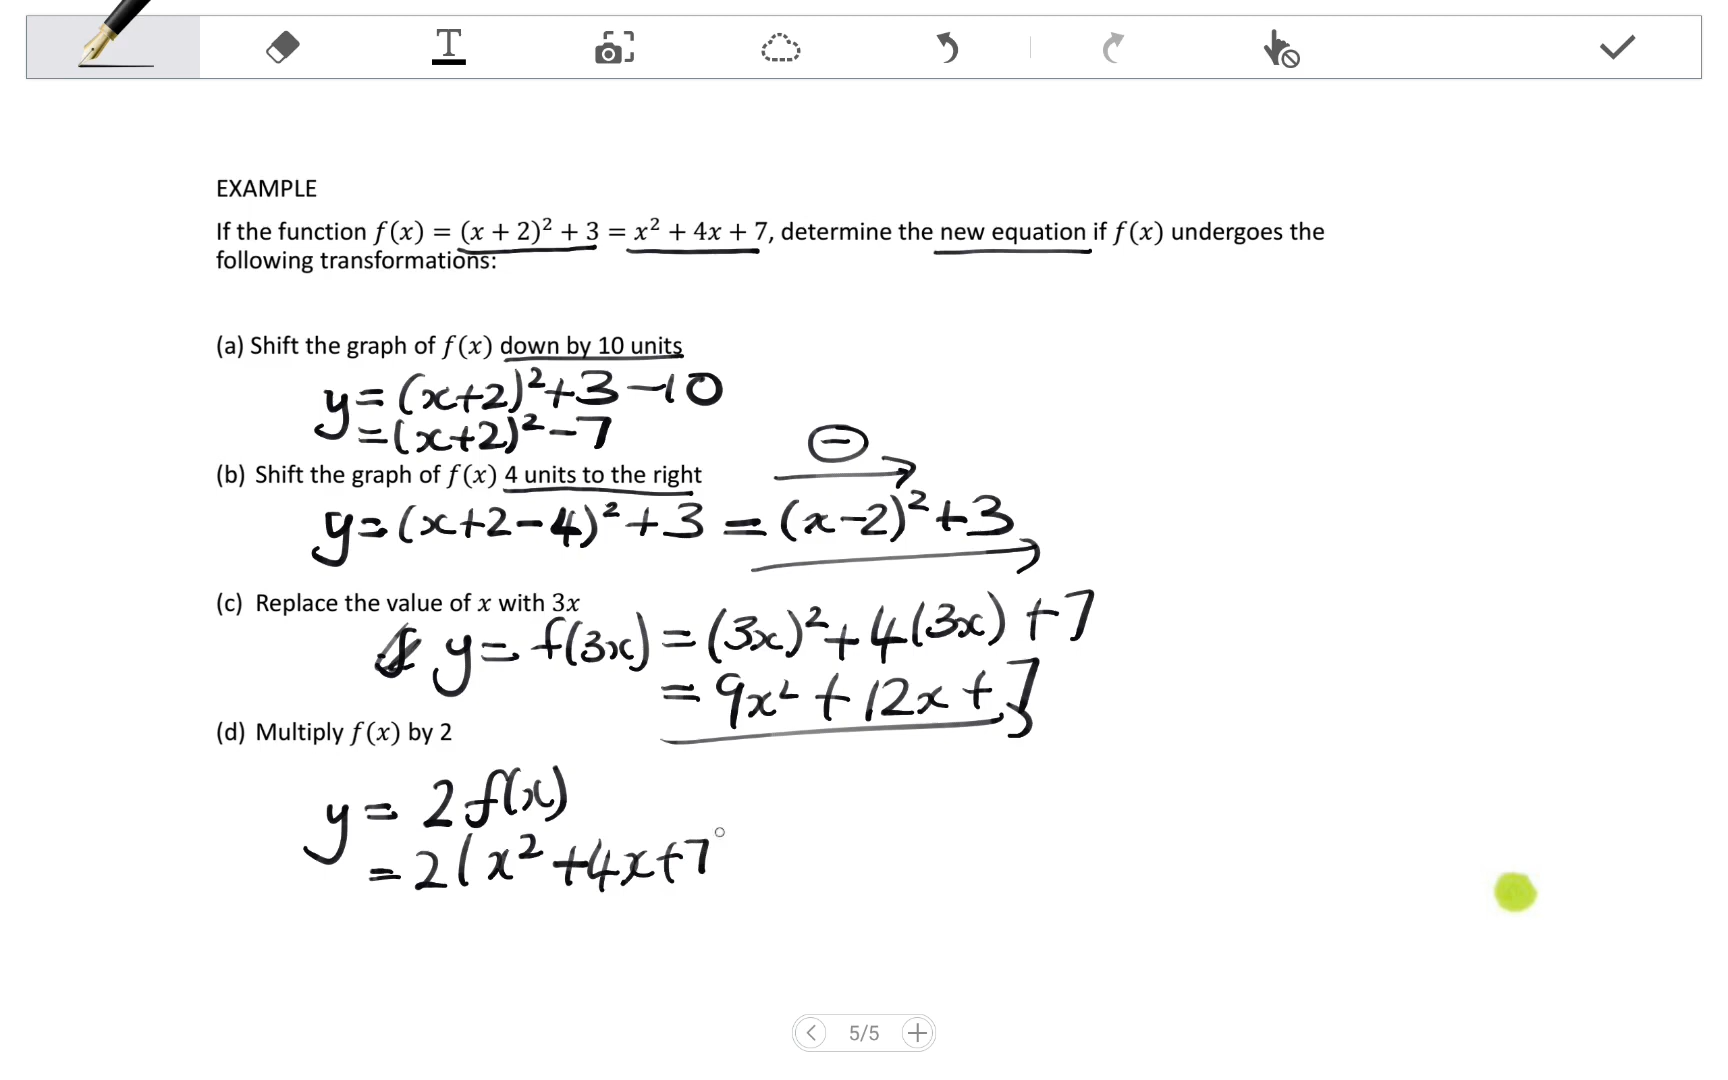 T
EXAMPLE
If the function f(x) = (x + 2)² + 3 = x² + 4x + 7, determine the new equation if f(x) undergoes the
following transformations:
(a) Shift the graph of f(x) down by 10 units
y = (x+2)²+3-10
=(x+2)²-7
(b) Shift the graph of f(x) 4 units to the right
⊖
y=(x+2-4)²+3 = (x-2)²+3
(c) Replace the value of x with 3x
y= f(3x) = (3x)²+4(3x)+7
= 9x² + 12x + 7
(d) Multiply f(x) by 2
y = 2f(x)
= 2(x²+4x+7
5/5